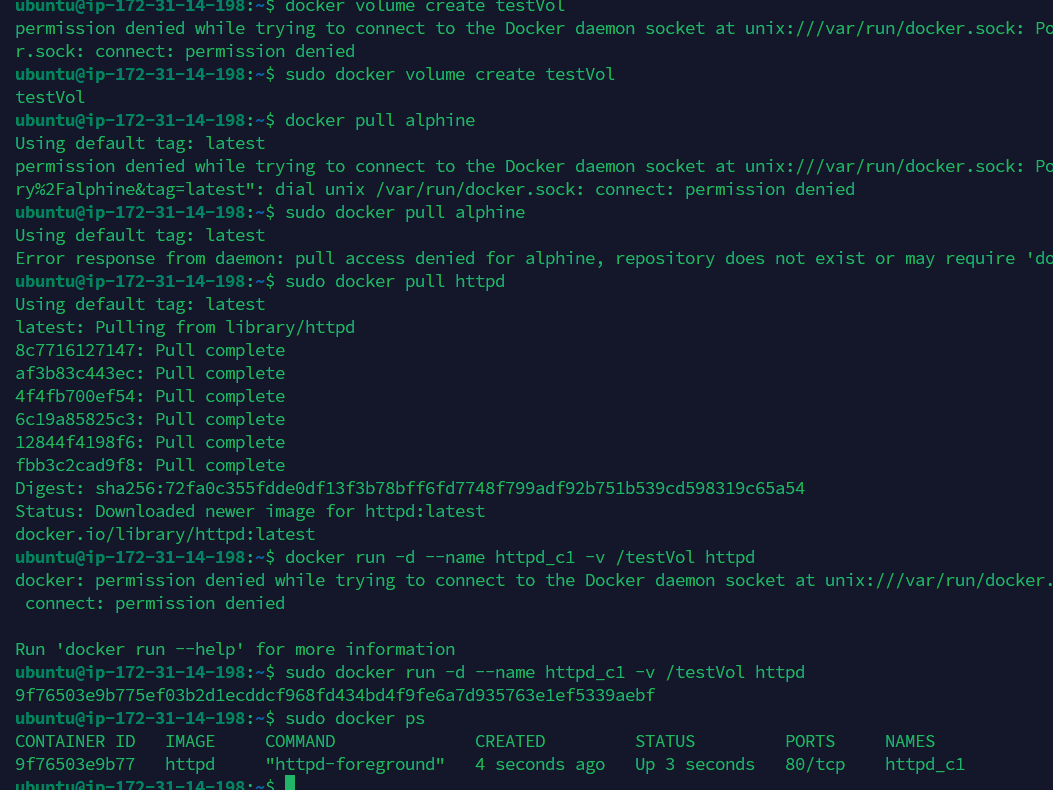 ubuntu@ip-172-31-14-198:~$ docker volume create testVol
permission denied while trying to connect to the Docker daemon socket at unix:///var/run/docker.sock: Po
r.sock: connect: permission denied
ubuntu@ip-172-31-14-198:~$ sudo docker volume create testVol
testVol
ubuntu@ip-172-31-14-198:~$ docker pull alphine
Using default tag: latest
permission denied while trying to connect to the Docker daemon socket at unix:///var/run/docker.sock: Po
ry%2Falphine&tag=latest": dial unix /var/run/docker.sock: connect: permission denied
ubuntu@ip-172-31-14-198:~$ sudo docker pull alphine
Using default tag: latest
Error response from daemon: pull access denied for alphine, repository does not exist or may require 'do
ubuntu@ip-172-31-14-198:~$ sudo docker pull httpd
Using default tag: latest
latest: Pulling from library/httpd
8c7716127147: Pull complete
af3b83c443ec: Pull complete
4f4fb700ef54: Pull complete
6c19a85825c3: Pull complete
12844f4198f6: Pull complete
fbb3c2cad9f8: Pull complete
Digest: sha256:72fa0c355fdde0df13f3b78bff6fd7748f799adf92b751b539cd598319c65a54
Status: Downloaded newer image for httpd:latest
docker.io/library/httpd:latest
ubuntu@ip-172-31-14-198:~$ docker run -d --name httpd_c1 -v /testVol httpd
docker: permission denied while trying to connect to the Docker daemon socket at unix:///var/run/docker.
connect: permission denied
Run 'docker run --help' for more information
ubuntu@ip-172-31-14-198:~$ sudo docker run -d --name httpd_c1 -v /testVol httpd
9f76503e9b775ef03b2d1ecddcf968fd434bd4f9fe6a7d935763e1ef5339aebf
ubuntu@ip-172-31-14-198:~$ sudo docker ps
CONTAINER ID IMAGE COMMAND CREATED STATUS PORTS NAMES
9f76503e9b77 httpd "httpd-foreground" 4 seconds ago Up 3 seconds 80/tcp httpd_c1
ubuntu@ip-172-31-14-198:~$